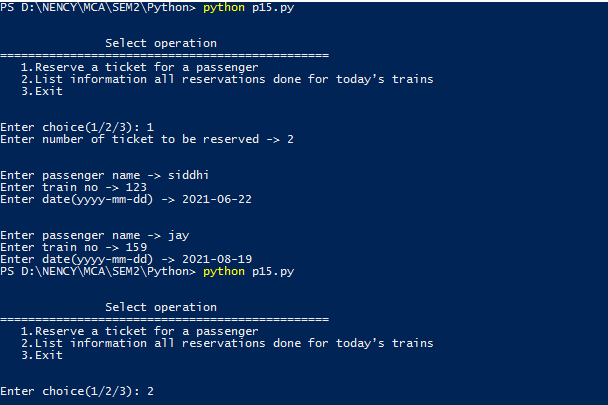 PS D:\NENCY\MCA\SEM2\Python> python p15.py
Select operation
===============================================
1.Reserve a ticket for a passenger
2.List information all reservations done for today’s trains
3.Exit
Enter choice(1/2/3): 1
Enter number of ticket to be reserved -> 2
Enter passenger name -> siddhi
Enter train no -> 123
Enter date(yyyy-mm-dd) -> 2021-06-22
Enter passenger name -> jay
Enter train no -> 159
Enter date(yyyy-mm-dd) -> 2021-08-19
PS D:\NENCY\MCA\SEM2\Python> python p15.py
Select operation
===============================================
1.Reserve a ticket for a passenger
2.List information all reservations done for today’s trains
3.Exit
Enter choice(1/2/3): 2